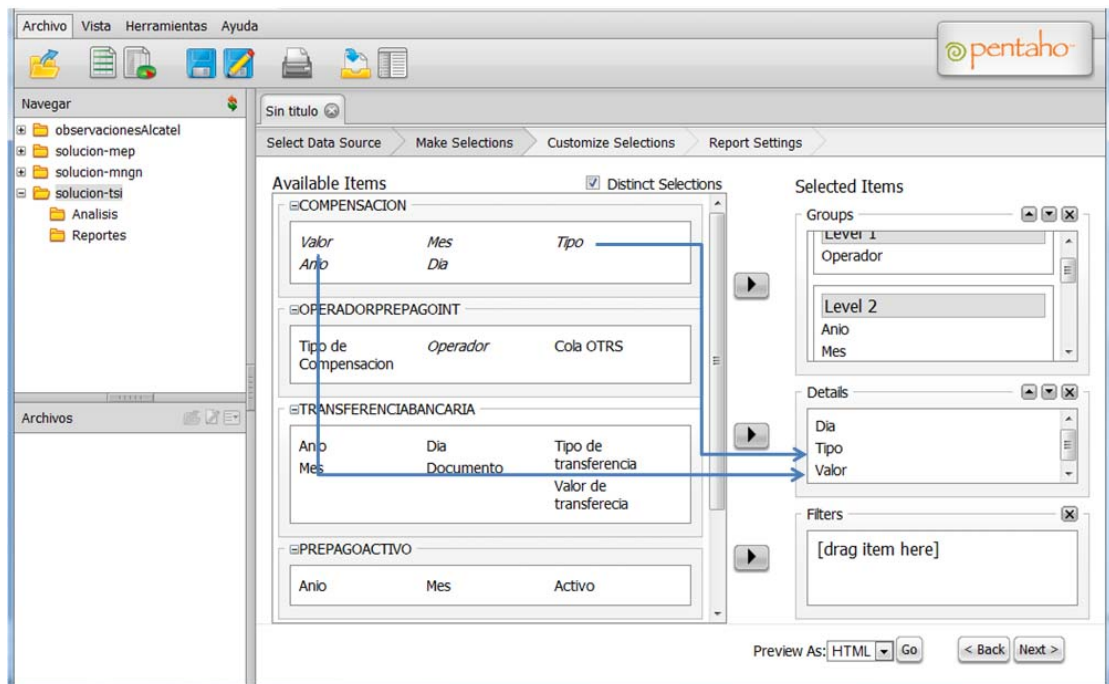 Archivo Vista Herramientas Ayuda
pentaho
Navegar
observacionesAlcatel
solucion-mep
solucion-mngn
solucion-tsi
Analisis
Reportes
Archivos
Sin titulo
Select Data Source Make Selections Customize Selections Report Settings
Available Items Distinct Selections
COMPENSACION
Valor Mes Tipo
Anio Dia
OPERADORPREPAGOINT
Tipo de Compensacion Operador Cola OTRS
TRANSFERENCIABANCARIA
Anio Dia Tipo de transferencia
Mes Documento Valor de transferecia
PREPAGOACTIVO
Anio Mes Activo
Selected Items
Groups
Level 1
Operador
Level 2
Anio
Mes
Details
Dia
Tipo
Valor
Filters
[drag item here]
Preview As: HTML Go < Back Next >